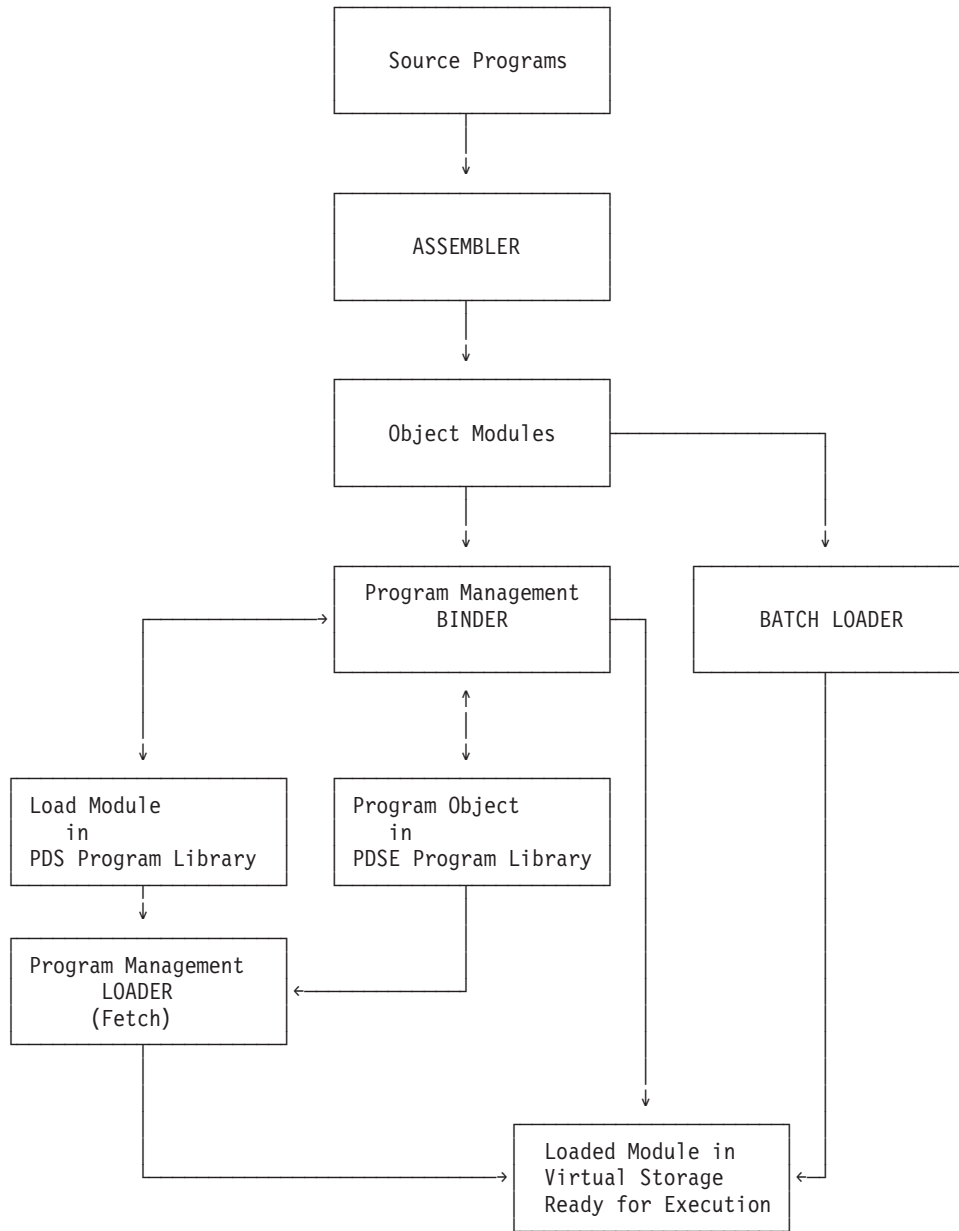 Source Programs
ASSEMBLER
Object Modules
Program Management
BINDER
BATCH LOADER
Load Module
in
PDS Program Library
Program Object
in
PDSE Program Library
Program Management
LOADER
(Fetch)
Loaded Module in
Virtual Storage
Ready for Execution